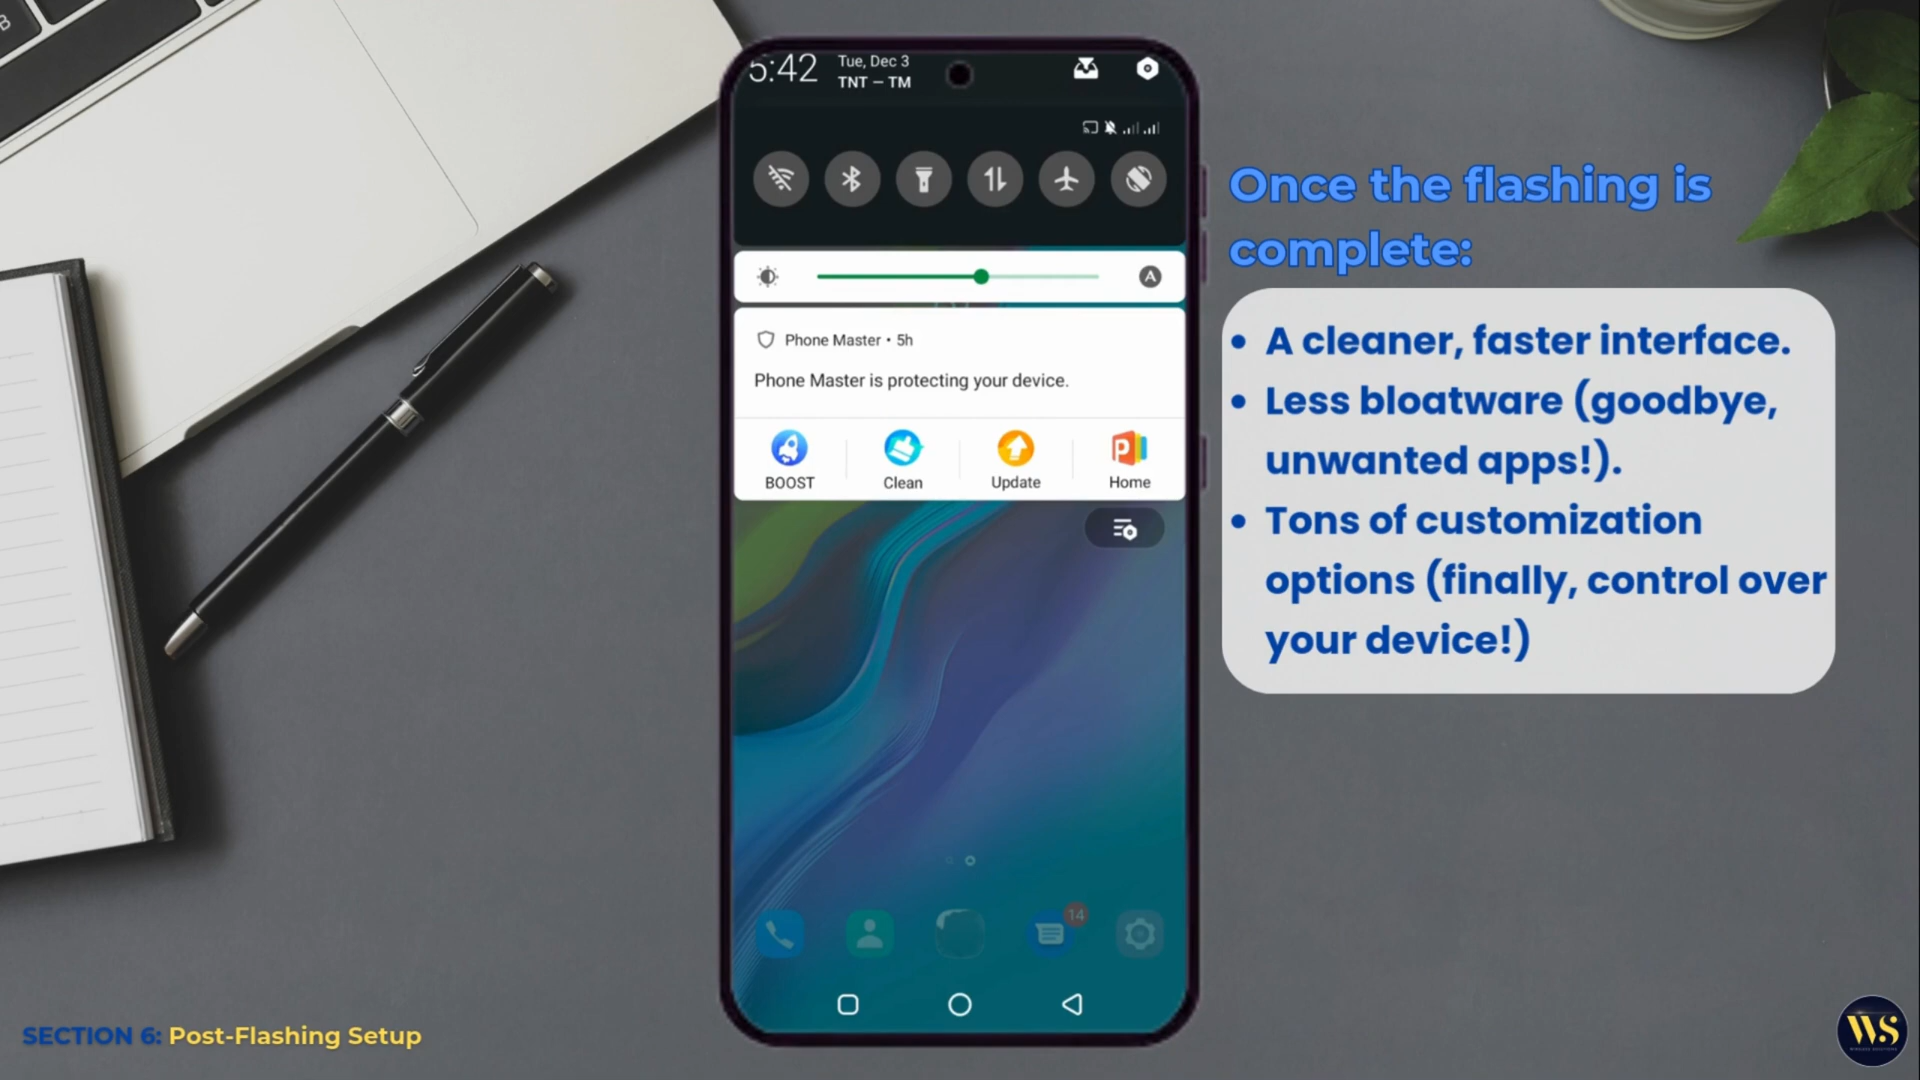 5:42
Tue, Dec 3
TNT — TM
Once the flashing is
complete:
A
Phone Master • 5h
• A cleaner, faster interface.
Phone Master is protecting your device.
• Less bloatware (goodbye,
unwanted apps!).
BOOST
Clean
Update
P
Home
• Tons of customization
options (finally, control over
your device!)
14
SECTION 6: Post-Flashing Setup
WS